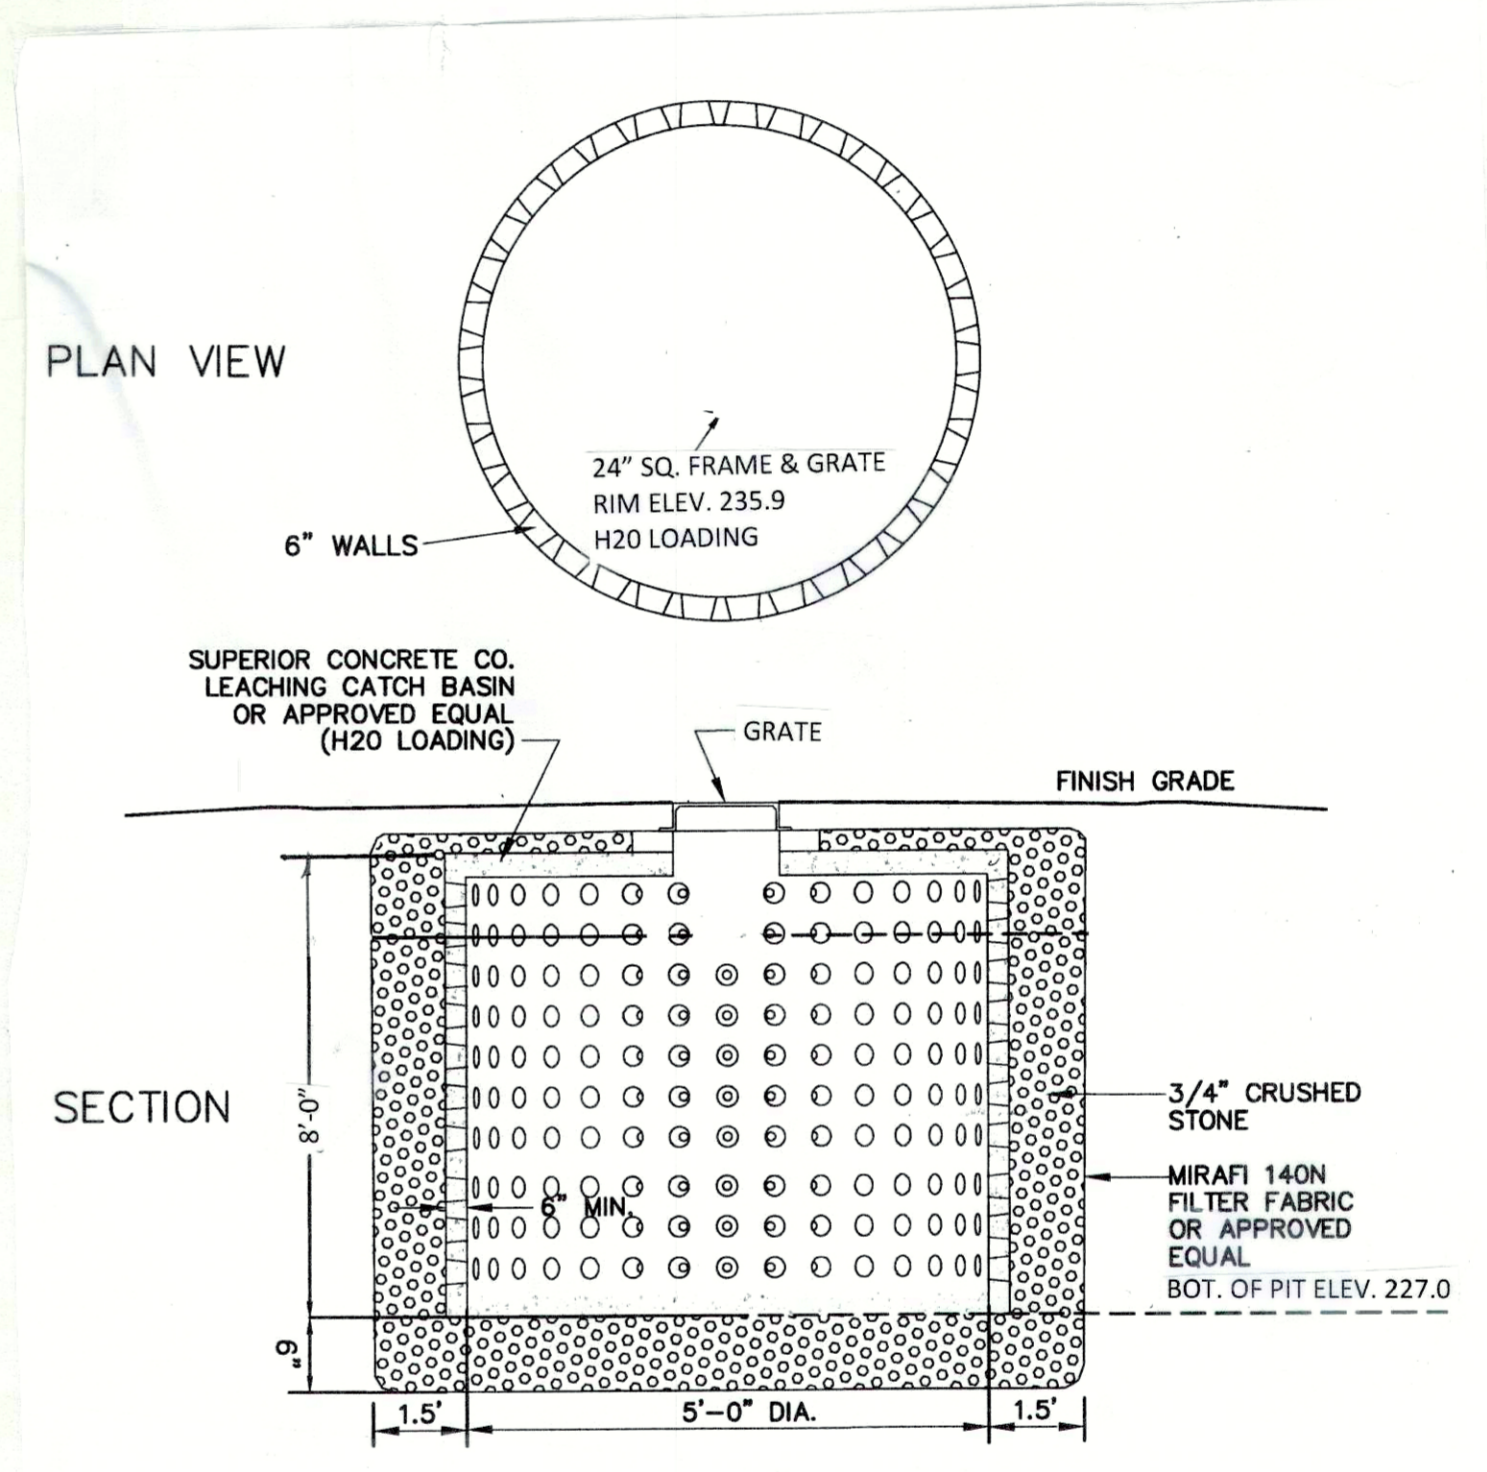 PLAN VIEW
24" SQ. FRAME & GRATE
RIM ELEV. 235.9
H20 LOADING
6" WALLS
SUPERIOR CONCRETE CO.
LEACHING CATCH BASIN
OR APPROVED EQUAL
(H20 LOADING)
GRATE
FINISH GRADE
SECTION
8'-0"
6" MIN.
3/4" CRUSHED
STONE
MIRAFI 140N
FILTER FABRIC
OR APPROVED
EQUAL
BOT. OF PIT ELEV. 227.0
6"
1.5'
5'-0" DIA.
1.5'